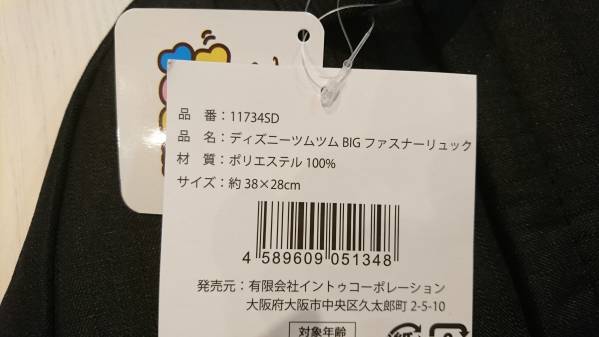 品　番：11734SD
品　名：ディズニーツムツム BIG ファスナーリュック
材　質：ポリエステル 100%
サイズ：約 38×28cm
4 589609 051348
発売元：有限会社イントゥコーポレーション
大阪府大阪市中央区久太郎町 2-5-10
対象年齢
紙